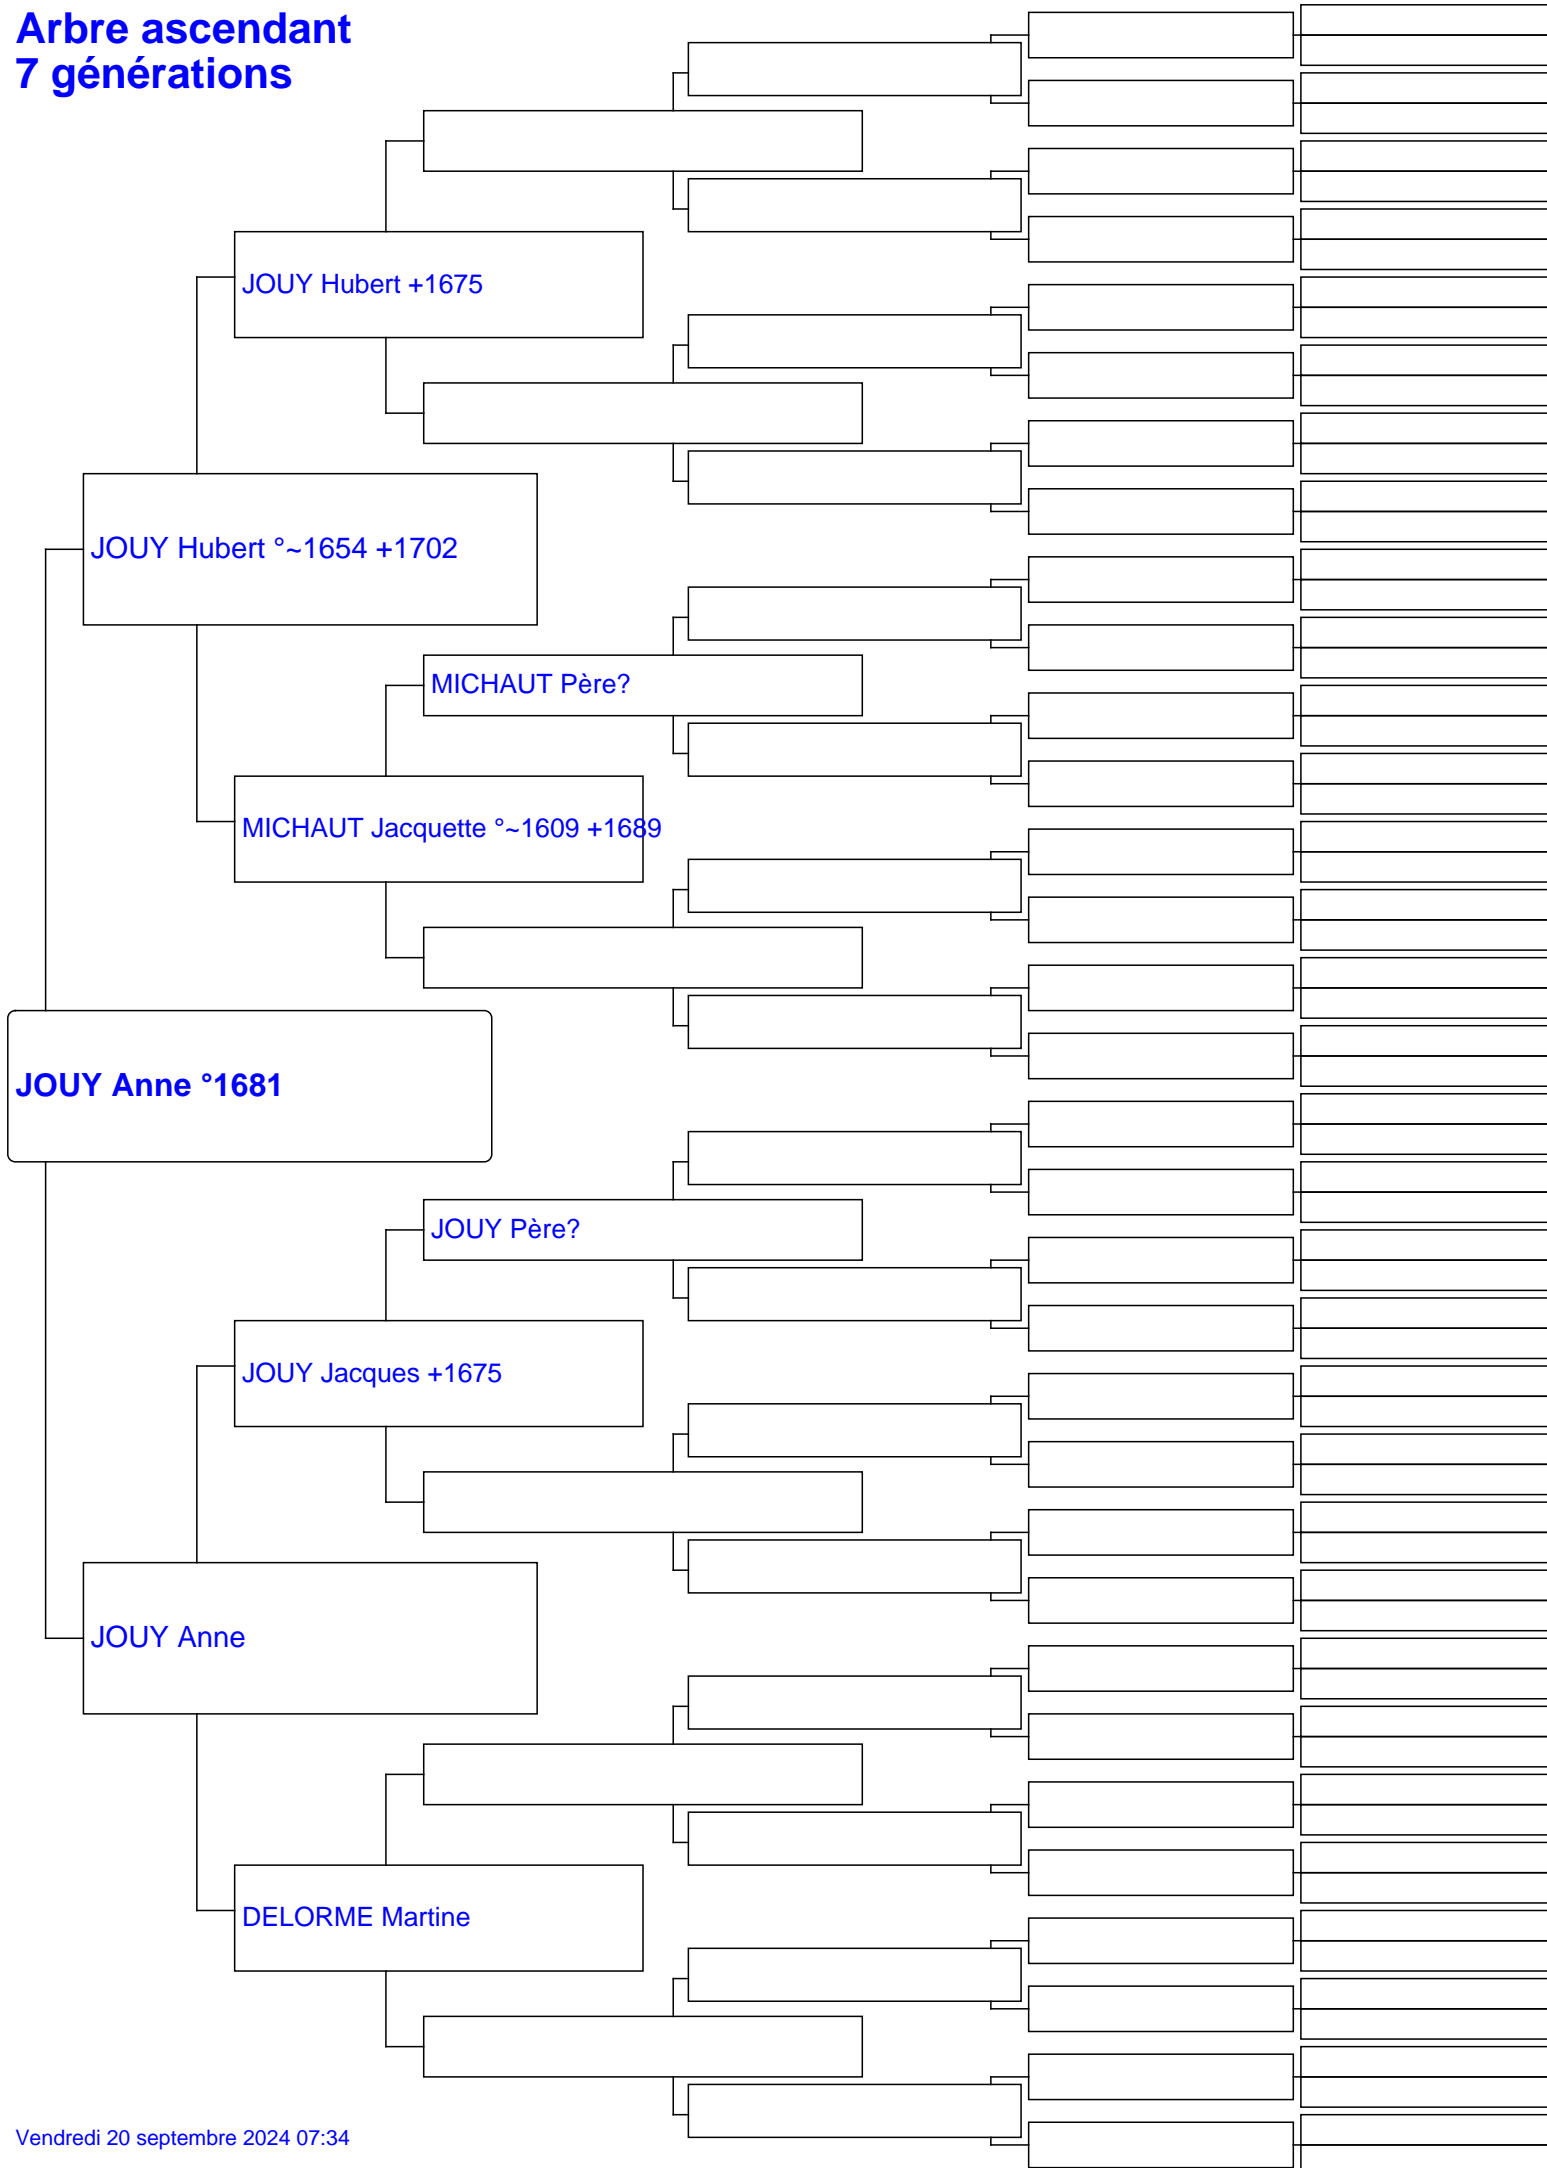 Arbre ascendant
7 générations
JOUY Hubert +1675
JOUY Hubert °~1654 +1702
MICHAUT Père?
MICHAUT Jacquette °~1609 +1689
JOUY Anne °1681
JOUY Père?
JOUY Jacques +1675
JOUY Anne
DELORME Martine
Vendredi 20 septembre 2024 07:34